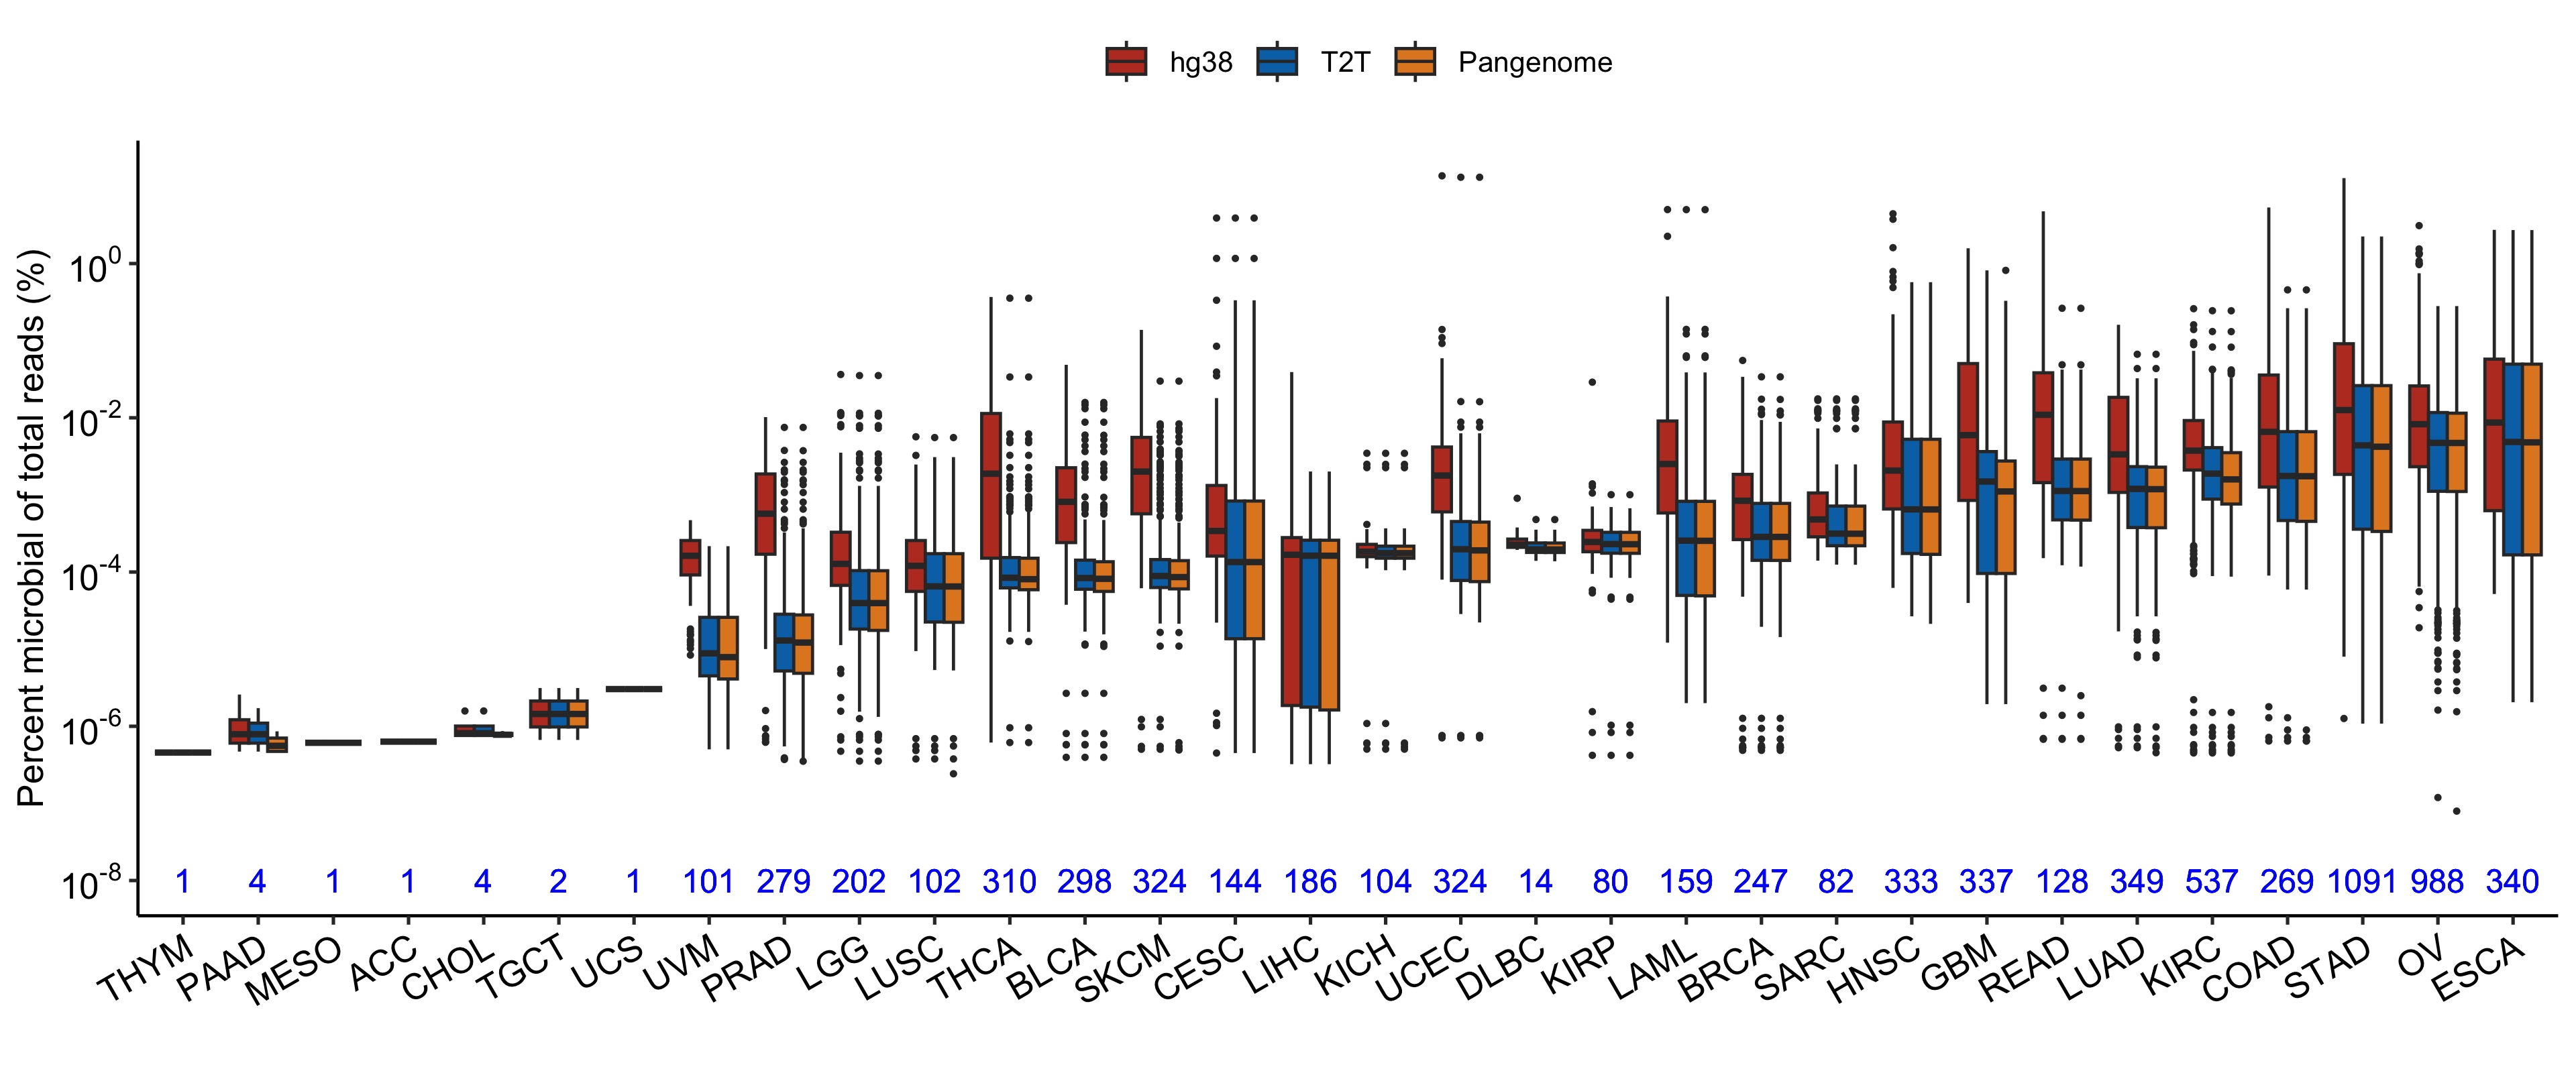 hg38 T2T Pangenome
Percent microbial of total reads (%)
10^0
10^-2
10^-4
10^-6
10^-8
1 4 1 1 4 2 1 101 279 202 102 310 298 324 144 186 104 324 14 80 159 247 82 333 337 128 349 537 269 1091 988 340
THYM PAAD MESO ACC CHOL TGCT UCS UVM PRAD LGG LUSC THCA BLCA SKCM CESC LIHC KICH UCEC DLBC KIRP LAML BRCA SARC HNSC GBM READ LUAD KIRC COAD STAD OV ESCA